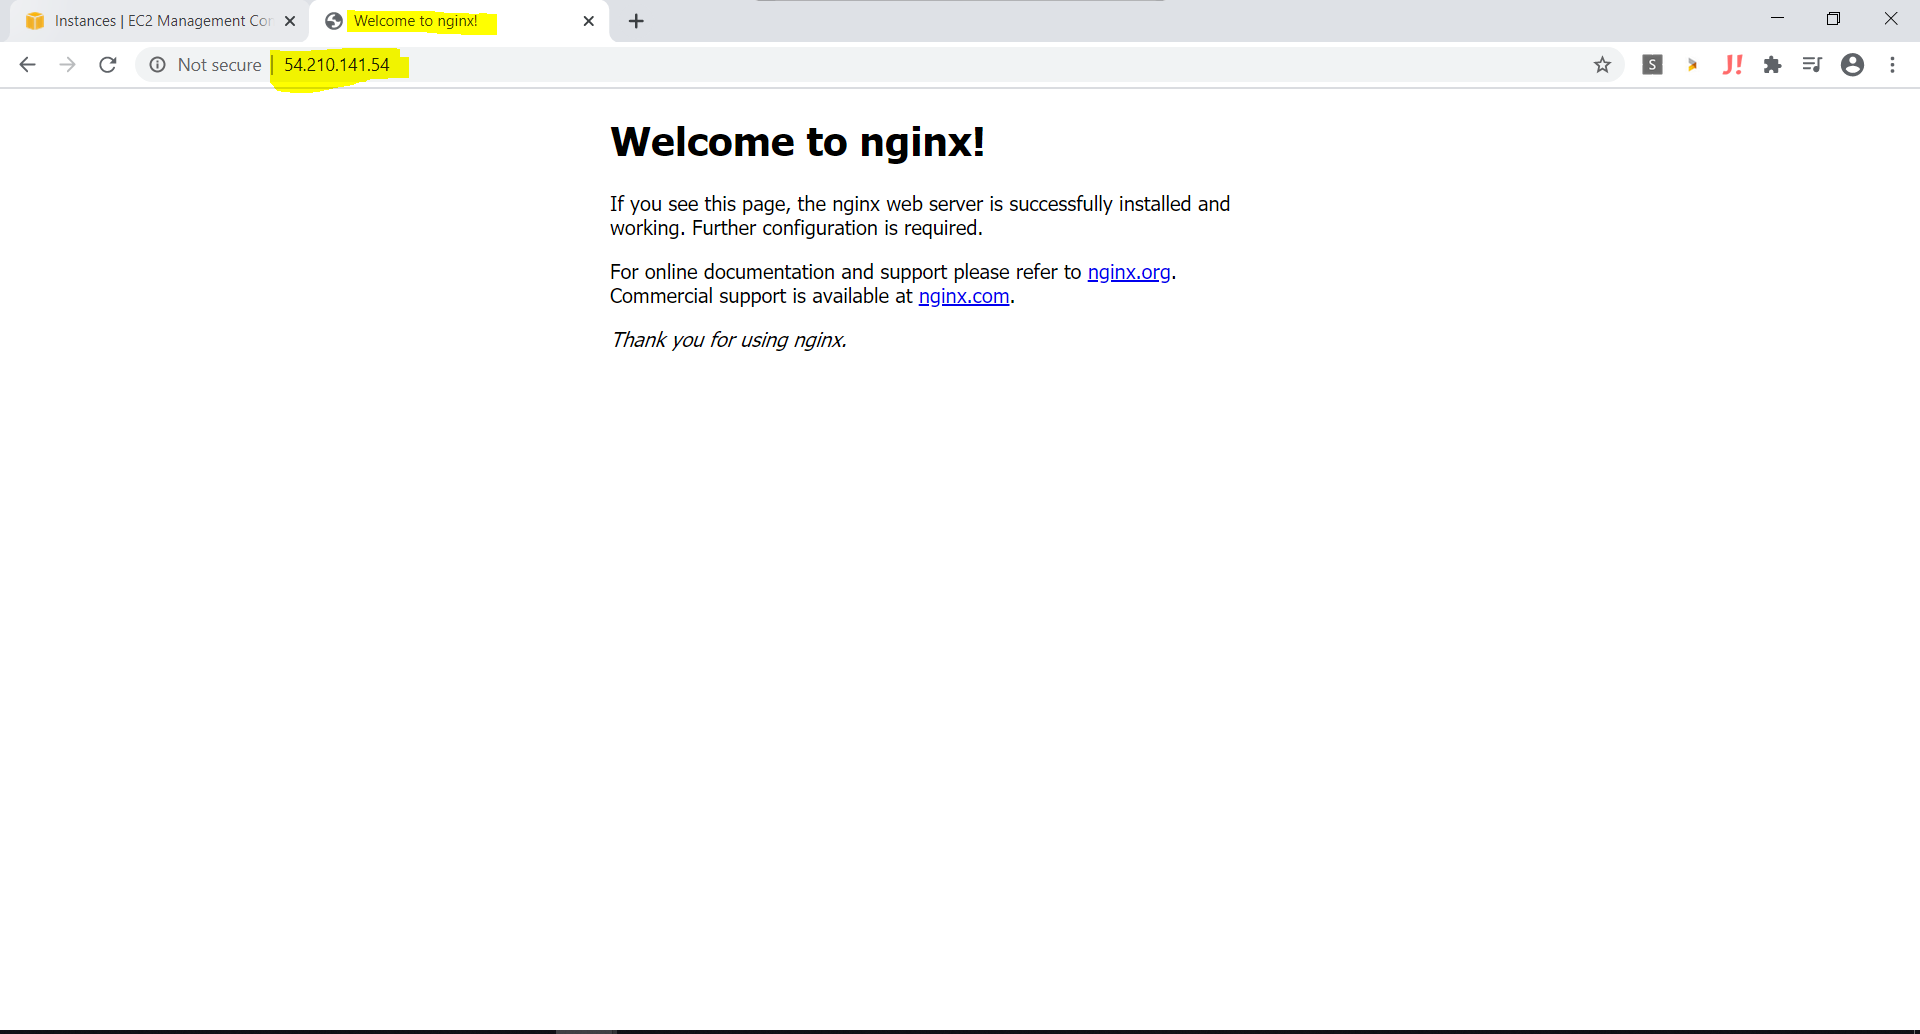 Instances | EC2 Management Con
Welcome to nginx!
Not secure | 54.210.141.54
S
J!
Welcome to nginx!
If you see this page, the nginx web server is successfully installed and
working. Further configuration is required.
For online documentation and support please refer to nginx.org.
Commercial support is available at nginx.com.
Thank you for using nginx.